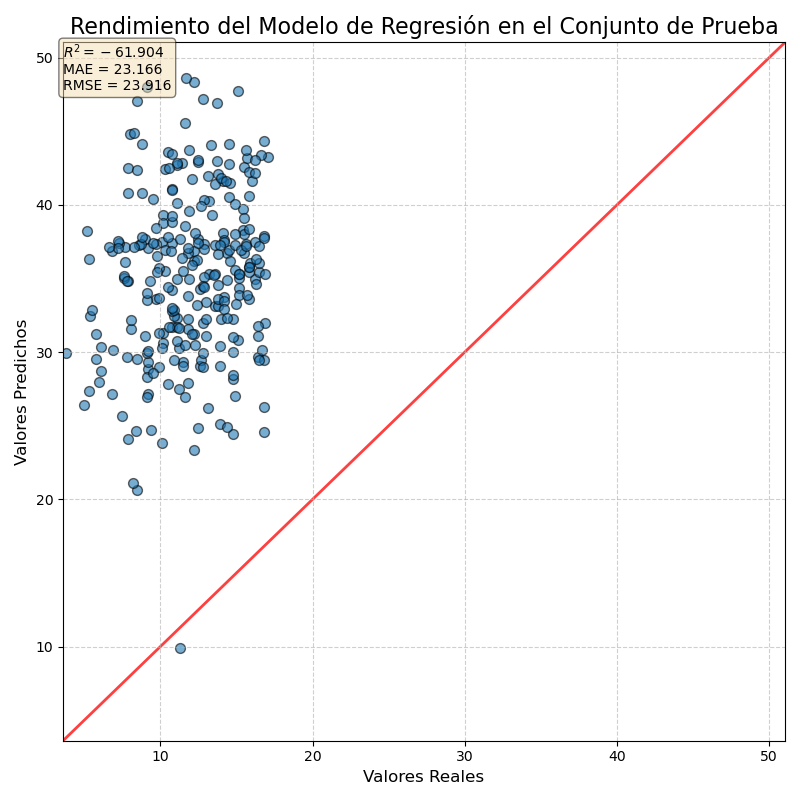 Rendimiento del Modelo de Regresión en el Conjunto de Prueba
R² = −61.904
MAE = 23.166
RMSE = 23.916
50
40
30
20
10
Valores Predichos
10 20 30 40 50
Valores Reales